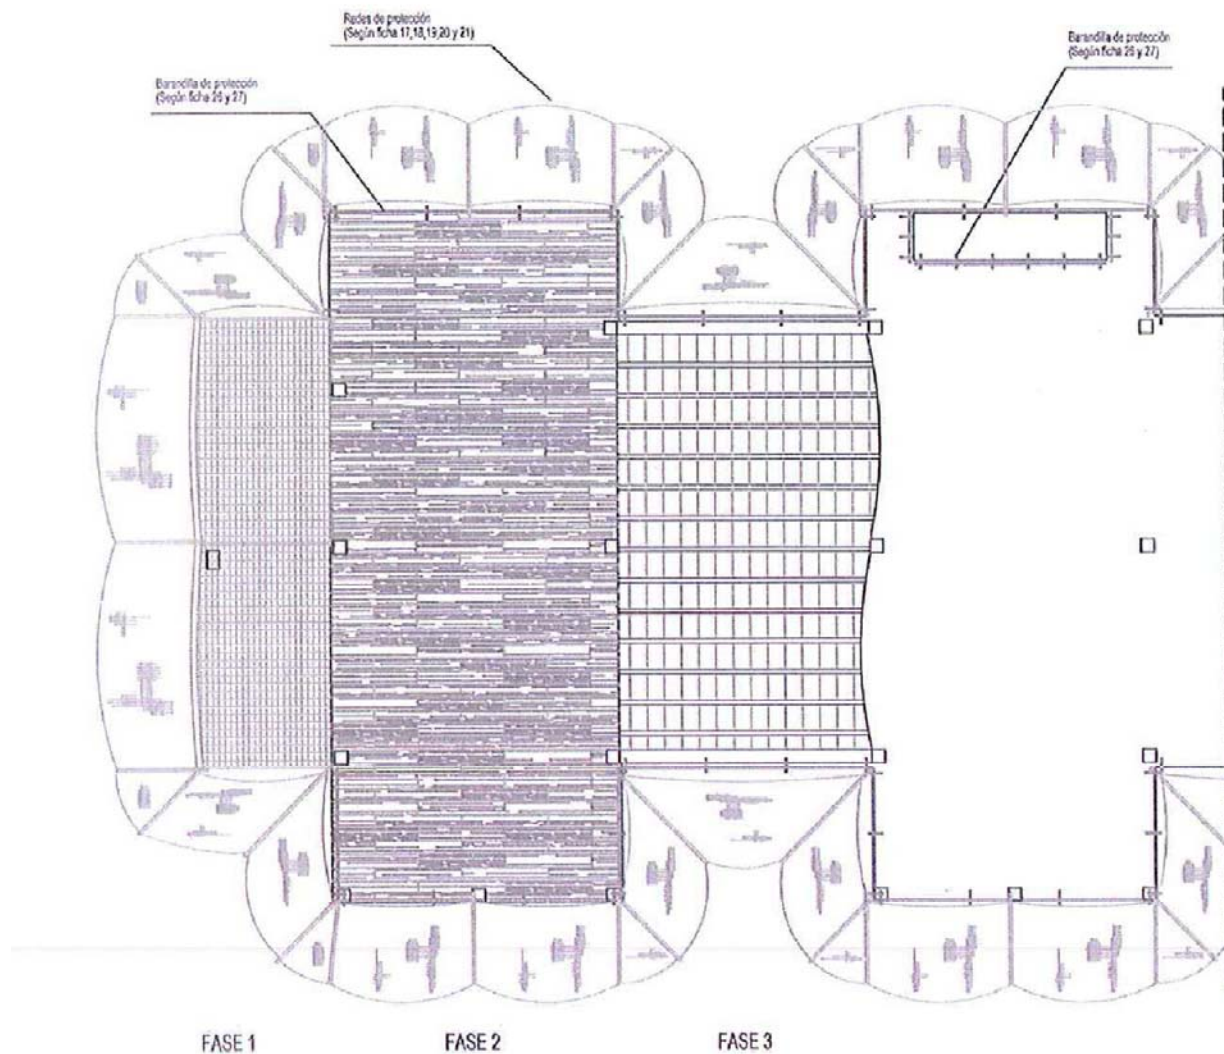 Redes de protección
(Según ficha 17,18,19,20 y 21)
Barandilla de protección
(Según ficha 26 y 27)
Barandilla de protección
(Según ficha 26 y 27)
FASE 1
FASE 2
FASE 3